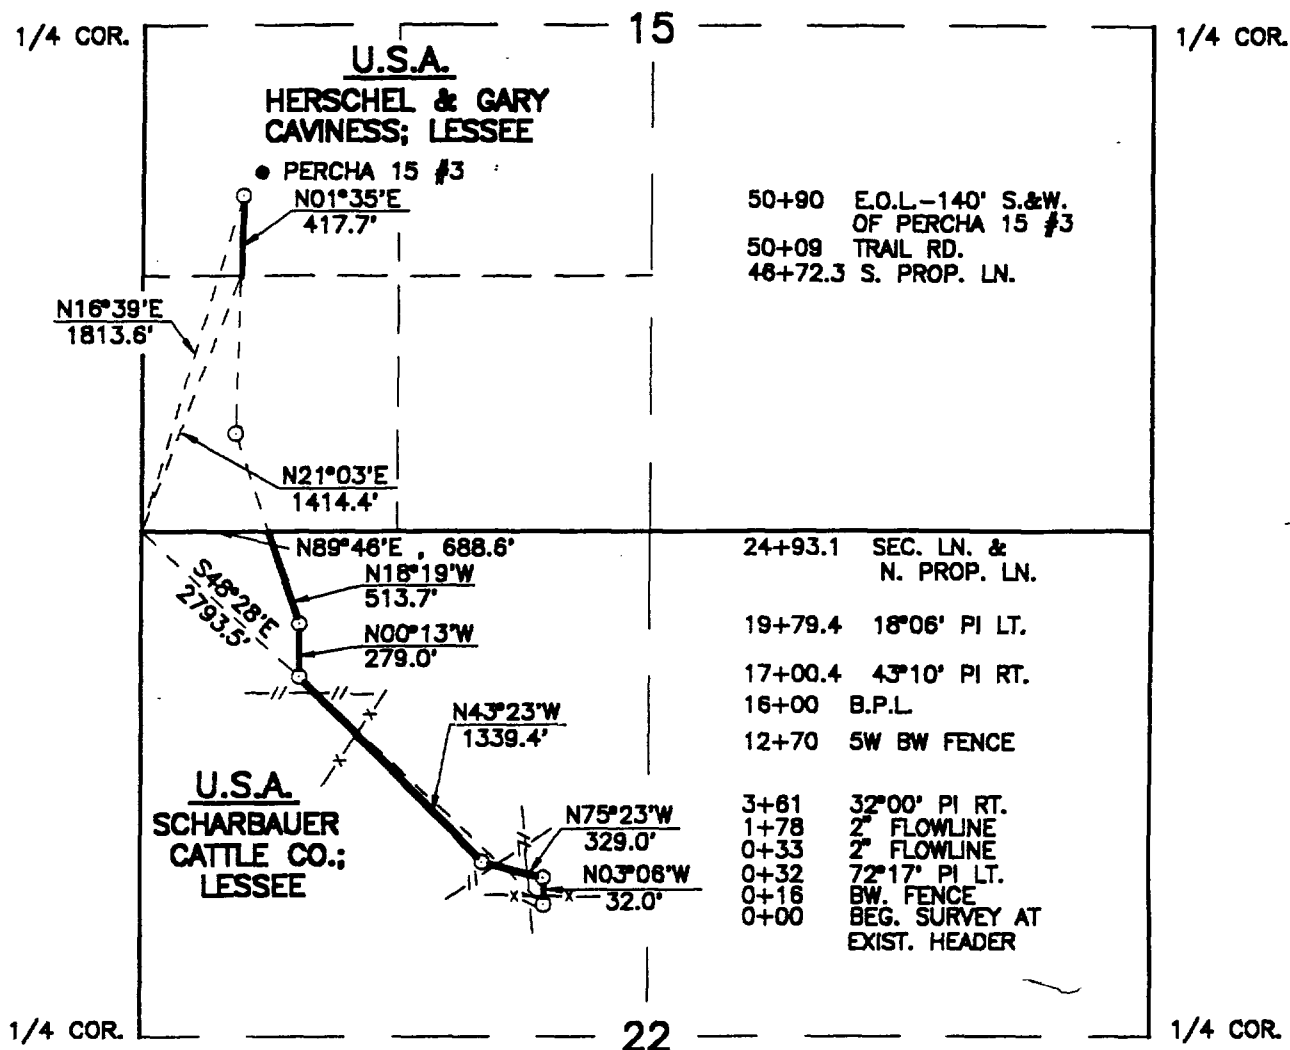 15
1/4 COR.
1/4 COR.
U.S.A.
HERSCHEL & GARY
CAVINESS; LESSEE
PERCHA 15 #3
N01°35'E
417.7'
50+90 E.O.L.-140' S.&W.
OF PERCHA 15 #3
50+09 TRAIL RD.
46+72.3 S. PROP. LN.
N16°39'E
1813.6'
N21°03'E
1414.4'
N89°46'E , 688.6'
24+93.1 SEC. LN. &
N. PROP. LN.
S48°28'E
2793.5'
N18°19'W
513.7'
19+79.4 18°06' PI LT.
N00°13'W
279.0'
17+00.4 43°10' PI RT.
16+00 B.P.L.
N43°23'W
1339.4'
12+70 5W BW FENCE
U.S.A.
SCHARBAUER
CATTLE CO.;
LESSEE
N75°23'W
329.0'
N03°06'W
32.0'
3+61 32°00' PI RT.
1+78 2" FLOWLINE
0+33 2" FLOWLINE
0+32 72°17' PI LT.
0+16 BW. FENCE
0+00 BEG. SURVEY AT
EXIST. HEADER
1/4 COR.
22
1/4 COR.